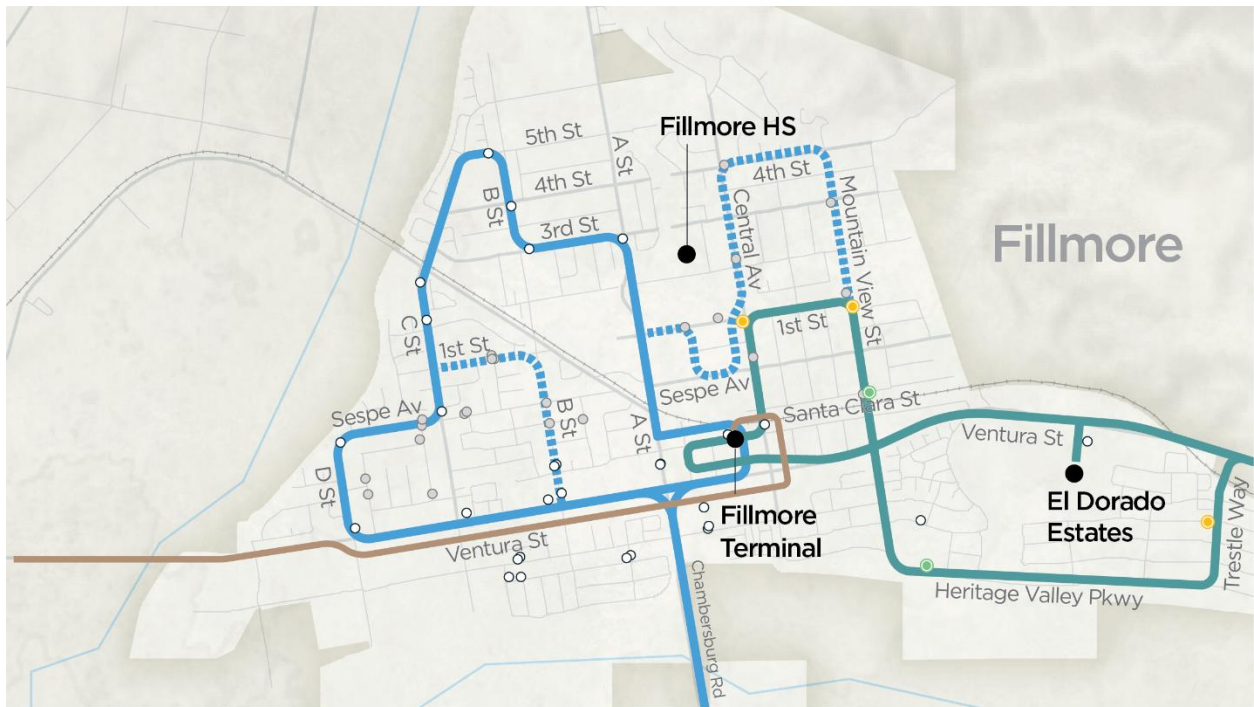 5th St
Fillmore HS
A St
4th St
B St
3rd St
4th St
Central Av
Mountain View St
Fillmore
C St
1st St
1st St
Sespe Av
Sespe Av
B St
A St
Santa Clara St
D St
Ventura St
Ventura St
Fillmore
Terminal
El Dorado
Estates
Trestle Way
Chambersburg Rd
Heritage Valley Pkwy